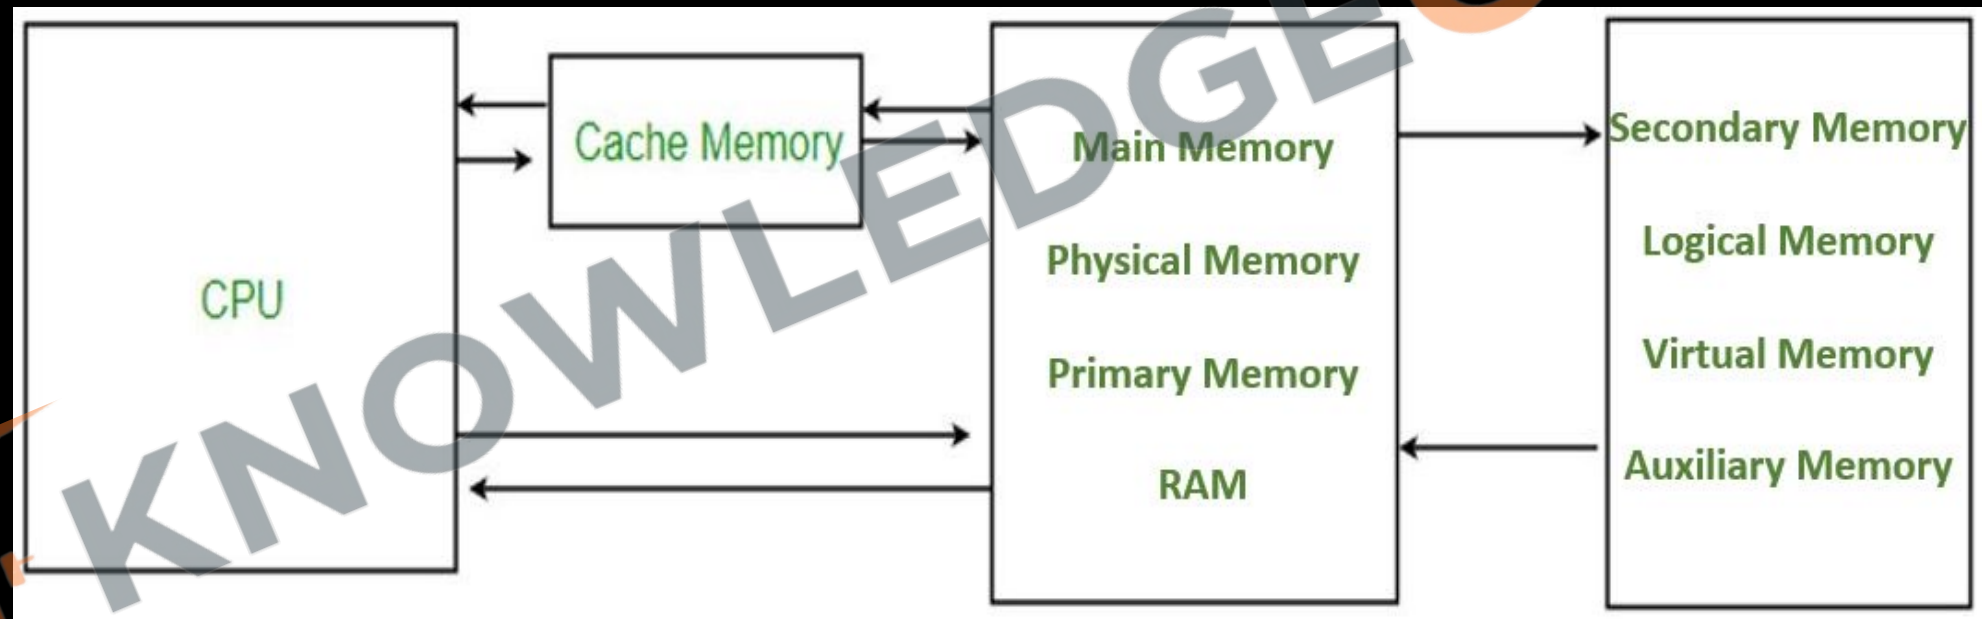 CPU
Cache Memory
Main Memory
Physical Memory
Primary Memory
RAM
Secondary Memory
Logical Memory
Virtual Memory
Auxiliary Memory
KNOWLEDGE